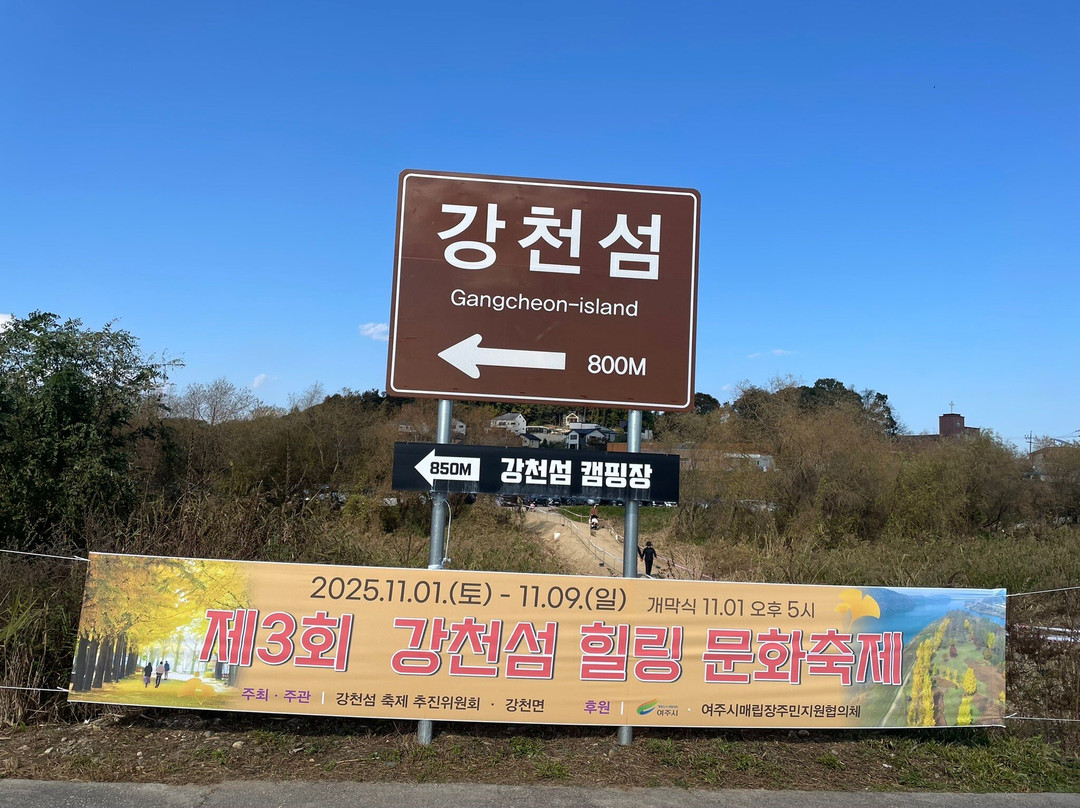 강천섬
Gangcheon-island
800M
850M 강천섬 캠핑장
2025.11.01.(토) - 11.09.(일) 개막식 11.01 오후 5시
제3회 강천섬 힐링 문화축제
주최 · 주관 | 강천섬 축제 추진위원회 · 강천면 후원 | 여주시 · 여주시매립장주민지원협의체